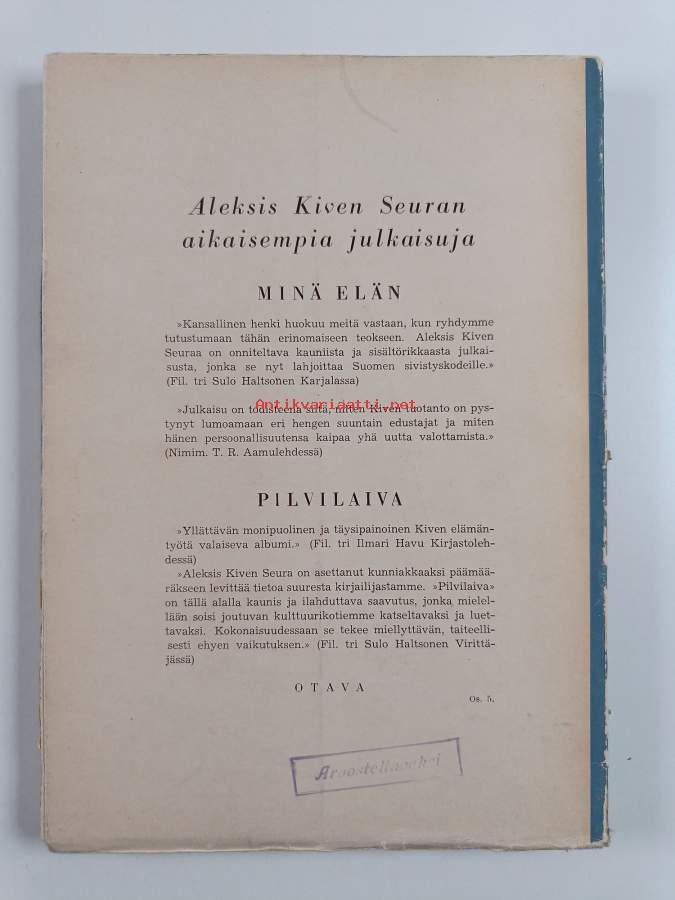 Aleksis Kiven Seuran
aikaisempia julkaisuja
MINÄ ELÄN
»Kansallinen henki huokuu meitä vastaan, kun ryhdymme
tutustumaan tähän erinomaiseen teokseen. Aleksis Kiven
Seuraa on onniteltava kauniista ja sisältörikkaasta julkai-
susta, jonka se nyt lahjoittaa Suomen sivistyskodeille.»
(Fil. tri Sulo Haltsonen Karjalassa)
Antikvariaatti.net
»Julkaisu on todisteena siitä, miten Kiven tuotanto on pys-
tynyt lumoamaan eri hengen suuntain edustajat ja miten
hänen persoonallisuutensa kaipaa yhä uutta valottamista.»
(Nimim. T. R. Aamulehdessä)
PILVILAIVA
»Yllättävän monipuolinen ja täysipainoinen Kiven elämän-
työtä valaiseva albumi.» (Fil. tri Ilmari Havu Kirjastoleh-
dessä)
»Aleksis Kiven Seura on asettanut kunniakkaaksi päämää-
räkseen levittää tietoa suuresta kirjailijastamme. »Pilvilaiva»
on tällä alalla kaunis ja ilahduttava saavutus, jonka mielel-
lään soisi joutuvan kulttuurikotiemme katseltavaksi ja luet-
tavaksi. Kokonaisuudessaan se tekee miellyttävän, taiteelli-
sesti ehyen vaikutuksen.» (Fil. tri Sulo Haltsonen Virittä-
jässä)
OTAVA
Os. 5.
Arvostelukpl